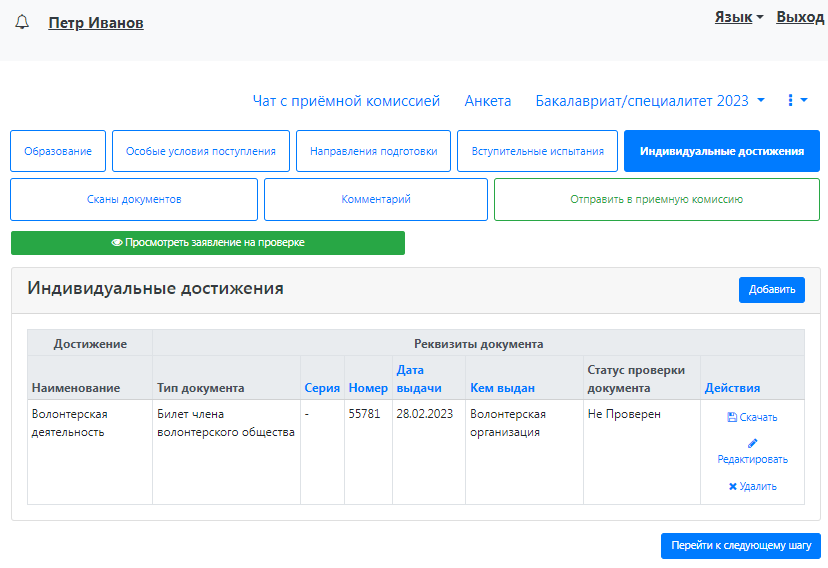 Петр Иванов
Язык
Выход
Чат с приёмной комиссией
Анкета
Бакалавриат/специалитет 2023
Образование
Особые условия поступления
Направления подготовки
Вступительные испытания
Индивидуальные достижения
Сканы документов
Комментарий
Отправить в приемную комиссию
Просмотреть заявление на проверке
Индивидуальные достижения
Добавить
Достижение
Реквизиты документа
Наименование
Тип документа
Серия
Номер
Дата
выдачи
Кем выдан
Статус проверки
документа
Действия
Волонтерская
деятельность
Билет члена
волонтерского общества
-
55781
28.02.2023
Волонтерская
организация
Не Проверен
Скачать
Редактировать
Удалить
Перейти к следующему шагу